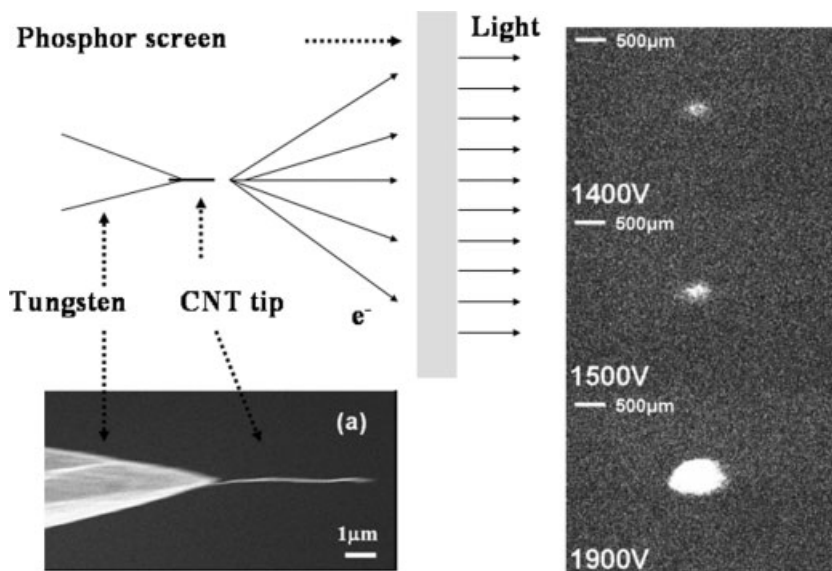 Phosphor screen
Light
Tungsten
CNT tip
e⁻
(a)
1μm
500μm
1400V
500μm
1500V
500μm
1900V